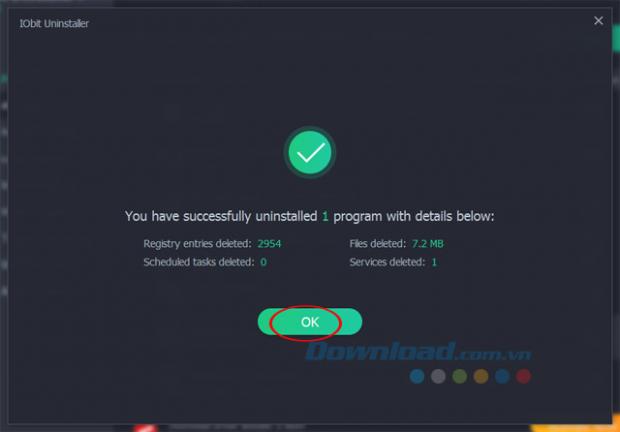 IObit Uninstaller
You have successfully uninstalled 1 program with details below:
Registry entries deleted: 2954 Files deleted: 7.2 MB
Scheduled tasks deleted: 0 Services deleted: 1
OK
Download.com.vn